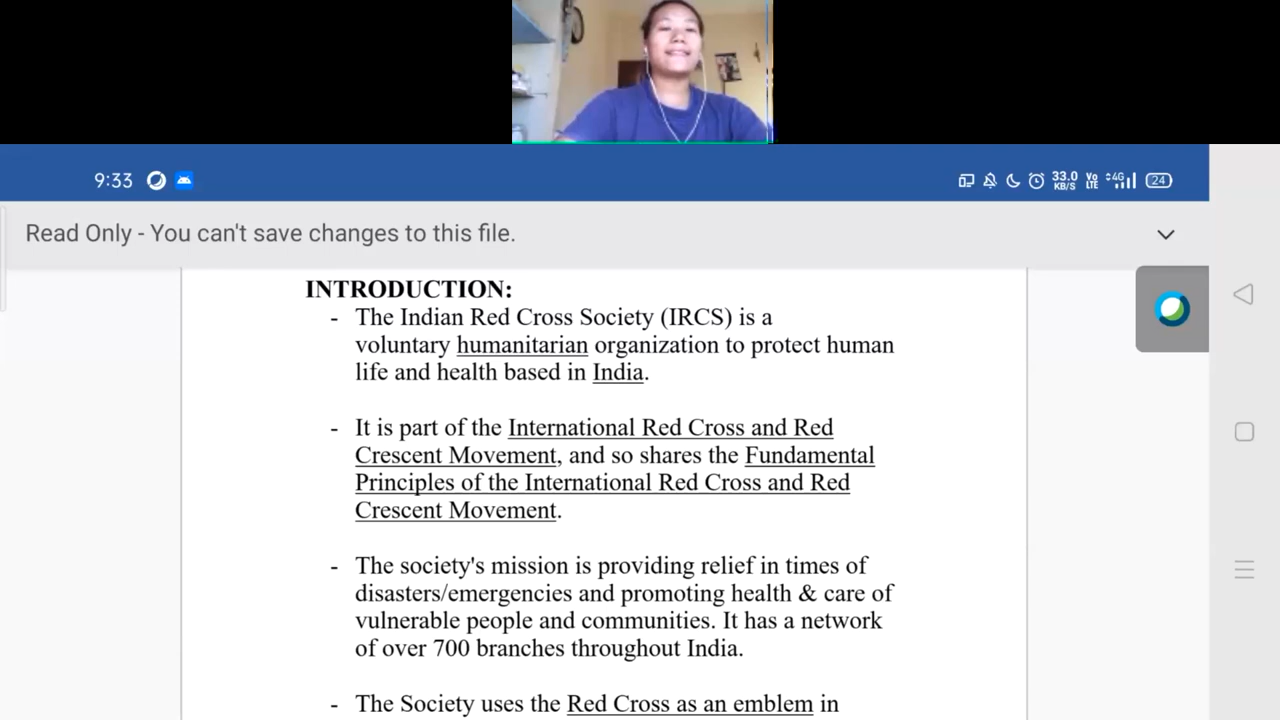 9:33
33.0
KB/S
Vo
LTE
4G
24
Read Only - You can't save changes to this file.
INTRODUCTION:
- The Indian Red Cross Society (IRCS) is a
voluntary humanitarian organization to protect human
life and health based in India.
- It is part of the International Red Cross and Red
Crescent Movement, and so shares the Fundamental
Principles of the International Red Cross and Red
Crescent Movement.
- The society's mission is providing relief in times of
disasters/emergencies and promoting health & care of
vulnerable people and communities. It has a network
of over 700 branches throughout India.
- The Society uses the Red Cross as an emblem in